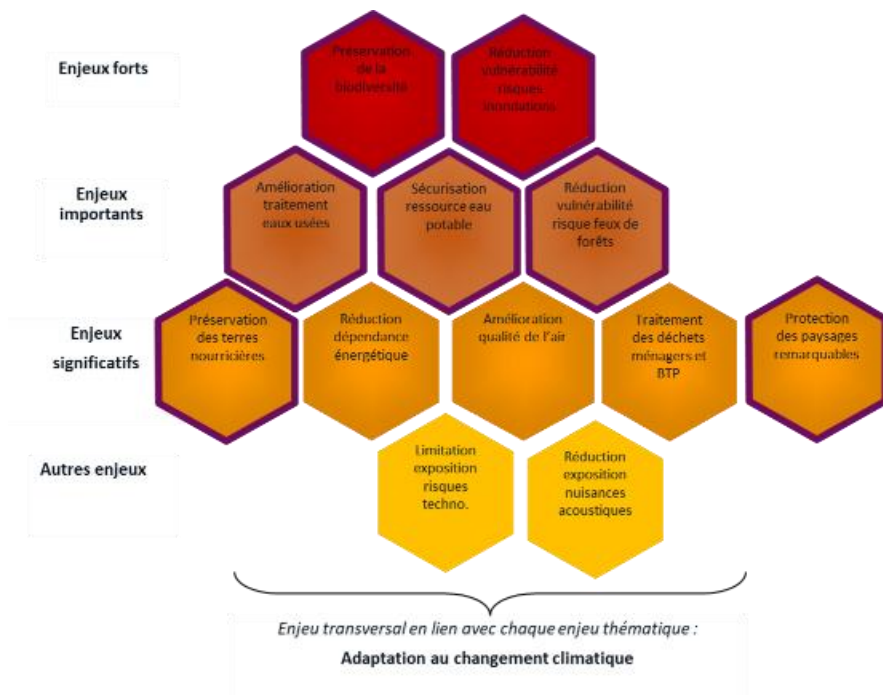 Enjeux forts
Préservation
de la
biodiversité
Réduction
vulnérabilité
risques
inondations
Enjeux
importants
Amélioration
traitement
eaux usées
Sécurisation
ressource eau
potable
Réduction
vulnérabilité
risque feux de
forêts
Enjeux
significatifs
Préservation
des terres
nourricières
Réduction
dépendance
énergétique
Amélioration
qualité de l'air
Traitement
des déchets
ménagers et
BTP
Protection
des paysages
remarquables
Autres enjeux
Limitation
exposition
risques
techno.
Réduction
exposition
nuisances
acoustiques
Enjeu transversal en lien avec chaque enjeu thématique :
Adaptation au changement climatique